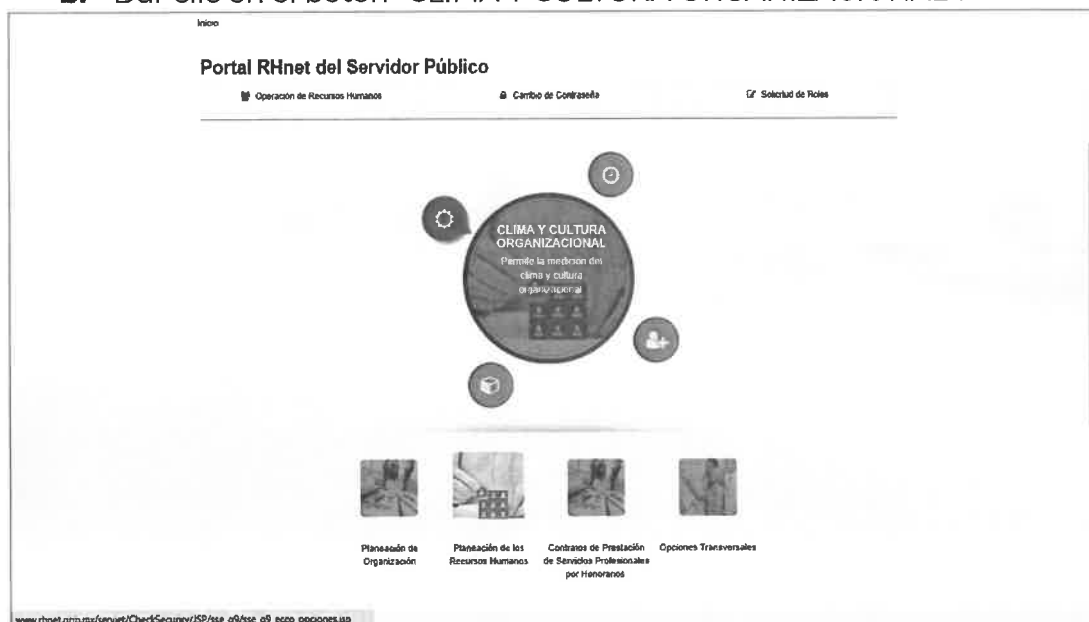 Inicio
Portal RHnet del Servidor Público
Operación de Recursos Humanos
Cambio de Contraseña
Solicitud de Roles
CLIMA Y CULTURA
ORGANIZACIONAL
Permite la medición del
clima y cultura
organizacional
Planeación de
Organización
Planeación de los
Recursos Humanos
Contratos de Prestación
de Servicios Profesionales
por Honorarios
Opciones Transversales